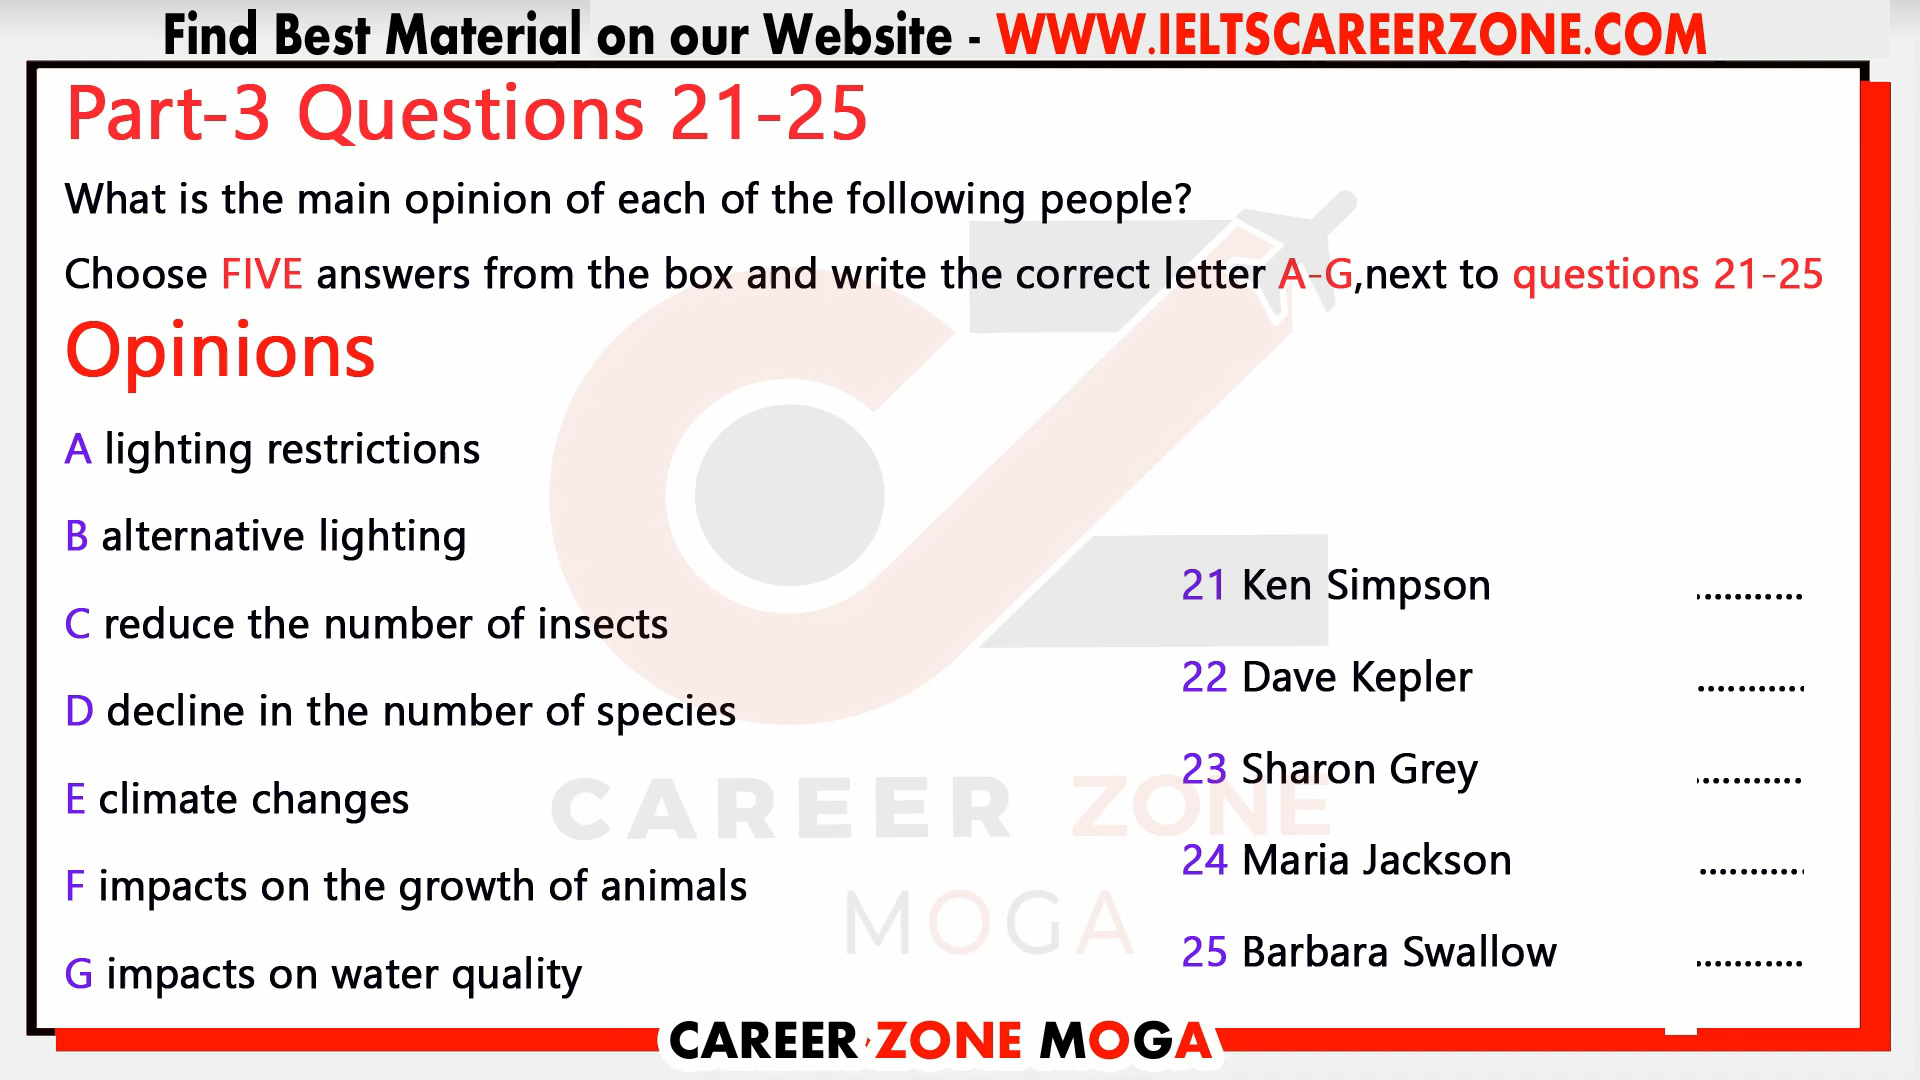 Find Best Material on our Website - WWW.IELTSCAREERZONE.COM
Part-3 Questions 21-25
What is the main opinion of each of the following people?
Choose FIVE answers from the box and write the correct letter A-G,next to questions 21-25
Opinions
A lighting restrictions
B alternative lighting
C reduce the number of insects
D decline in the number of species
E climate changes
F impacts on the growth of animals
G impacts on water quality
21 Ken Simpson ...........
22 Dave Kepler ...........
23 Sharon Grey ...........
24 Maria Jackson ...........
25 Barbara Swallow ...........
CAREER ZONE
MOGA
CAREER ZONE MOGA